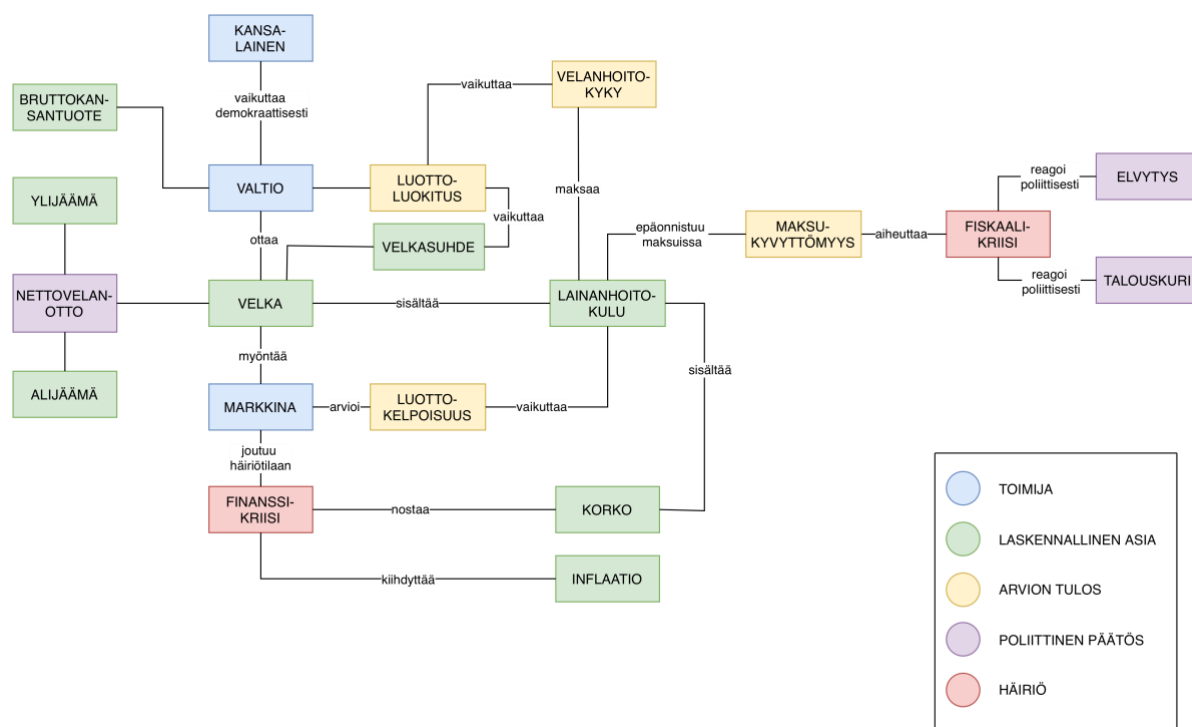 KANSA-
LAINEN
vaikuttaa
demokraattisesti
BRUTTOKAN-
SANTUOTE
vaikuttaa
VELANHOITO-
KYKY
YLIJÄÄMÄ
VALTIO
LUOTTO-
LUOKITUS
vaikuttaa
maksaa
ottaa
VELKASUHDE
epäonnistuu
maksuissa
MAKSU-
KYVYTTÖMYYS
aiheuttaa
FISKAALI-
KRIISI
reagoi
poliittisesti
ELVYTYS
reagoi
poliittisesti
TALOUSKURI
NETTOVELAN-
OTTO
VELKA
sisältää
LAINANHOITO-
KULU
myöntää
sisältää
ALIJÄÄMÄ
MARKKINA
arvioi
LUOTTO-
KELPOISUUS
vaikuttaa
joutuu
häiriötilaan
FINANSSI-
KRIISI
nostaa
KORKO
kiihdyttää
INFLAATIO
TOIMIJA
LASKENNALLINEN ASIA
ARVION TULOS
POLIITTINEN PÄÄTÖS
HÄIRIÖ